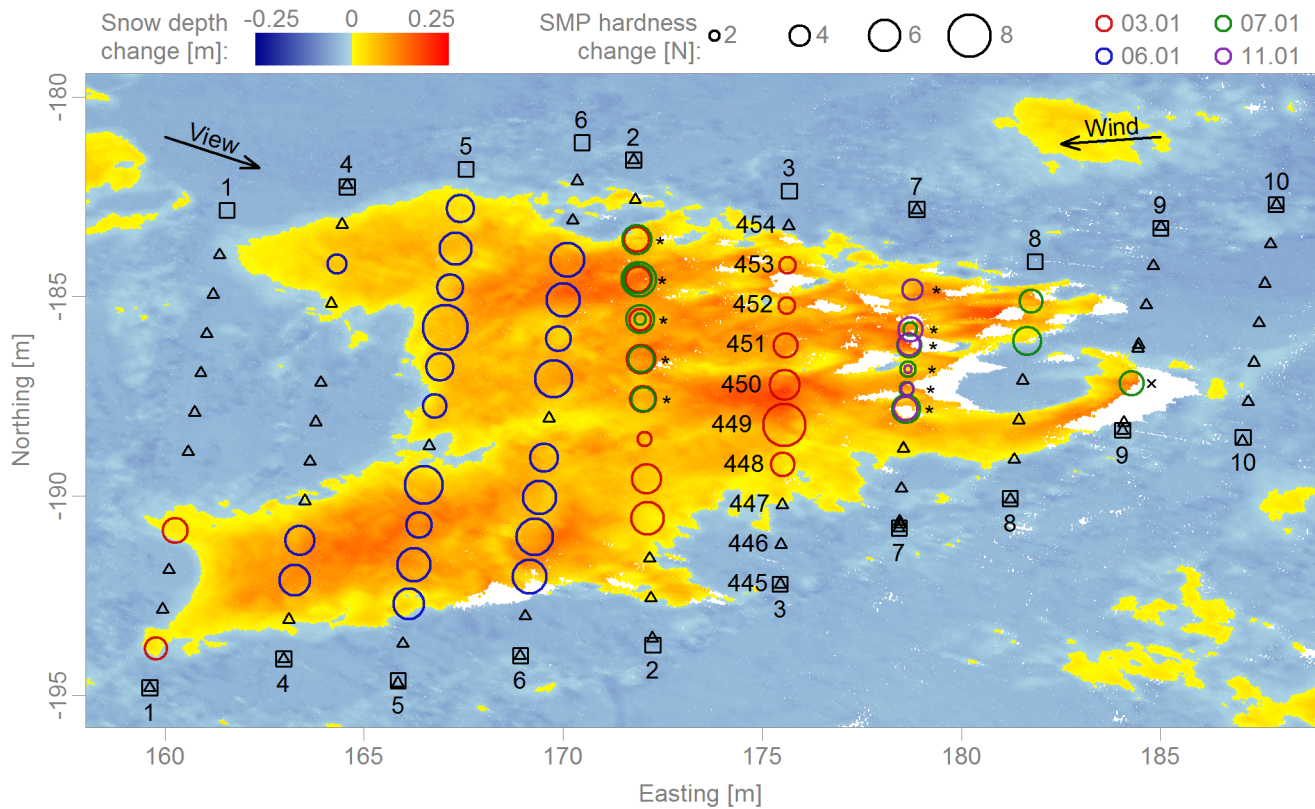 Snow depth change [m]:
-0.25 0 0.25
SMP hardness change [N]:
2 4 6 8
03.01 07.01
06.01 11.01
-180
View
Wind
6 2
5 3
4 10
1 7 9
454
8
453
-185
452
451
450
449
Northing [m]
448
9 10
-190
447
8
446
7
445
3
2
6
4 5
-195
1
160 165 170 175 180 185
Easting [m]